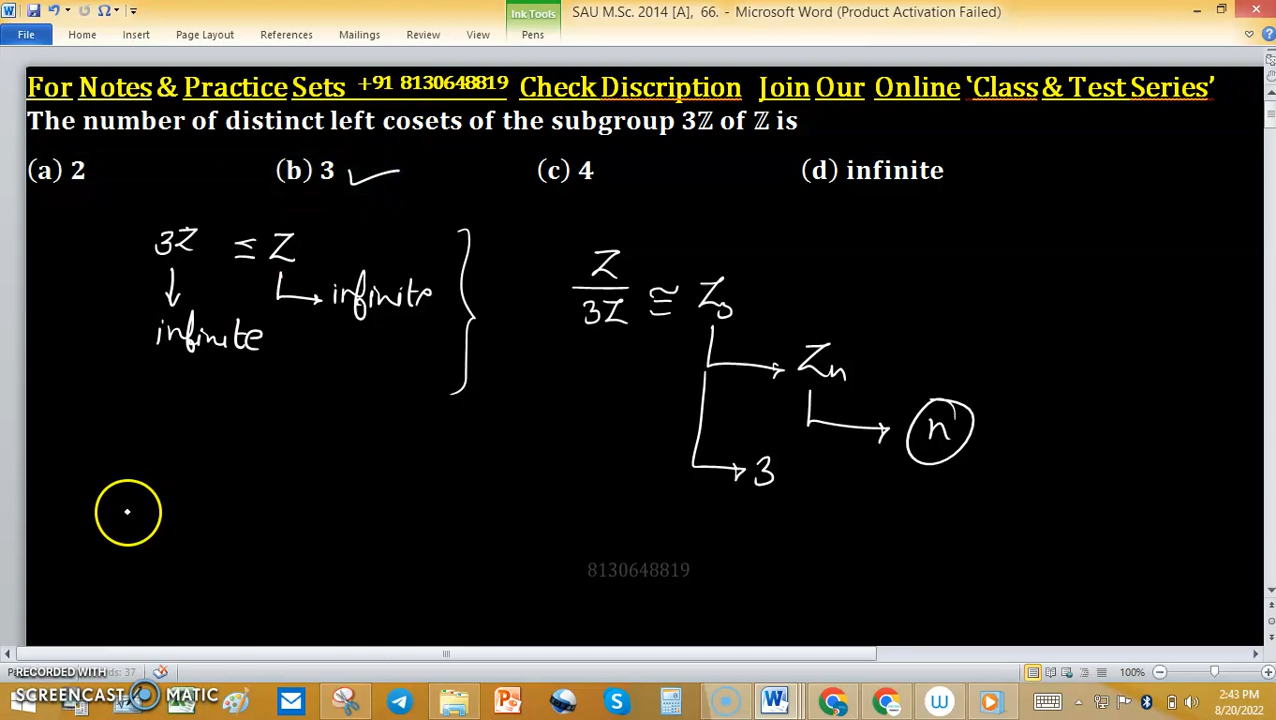 SAU M.Sc. 2014 [A], 66. - Microsoft Word (Product Activation Failed)
Ink Tools
File Home Insert Page Layout References Mailings Review View Pens
For Notes & Practice Sets +91 8130648819 Check Discription Join Our Online ‘Class & Test Series’
The number of distinct left cosets of the subgroup 3ℤ of ℤ is
(a) 2 (b) 3 ✓ (c) 4 (d) infinite
3Z ≤ Z
infinite
infinite
Z
3Z ≅ Z₃
Zn
n
3
8130648819
RECORDED WITH
ds: 37
100%
SCREENCAST MATIC
2:43 PM
8/20/2022